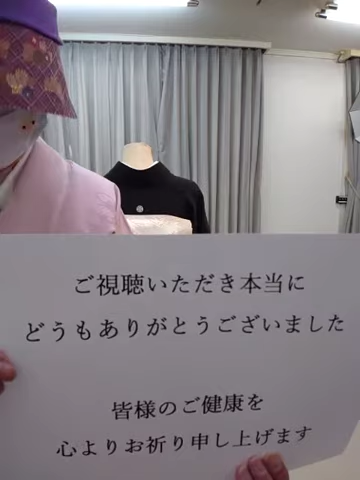 ご視聴いただき本当に
どうもありがとうございました
皆様のご健康を
心よりお祈り申し上げます